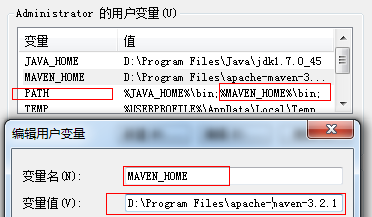 Administrator 的用户变量(U)
变量 值
JAVA_HOME D:\Program Files\Java\jdk1.7.0_45
MAVEN_HOME D:\Program Files\apache-maven-3...
PATH %JAVA_HOME%\bin;%MAVEN_HOME%\bin;
TEMP %USERPROFILE%\AppData\Local\Temp
编辑用户变量
变量名(N): MAVEN_HOME
变量值(V): D:\Program Files\apache-maven-3.2.1